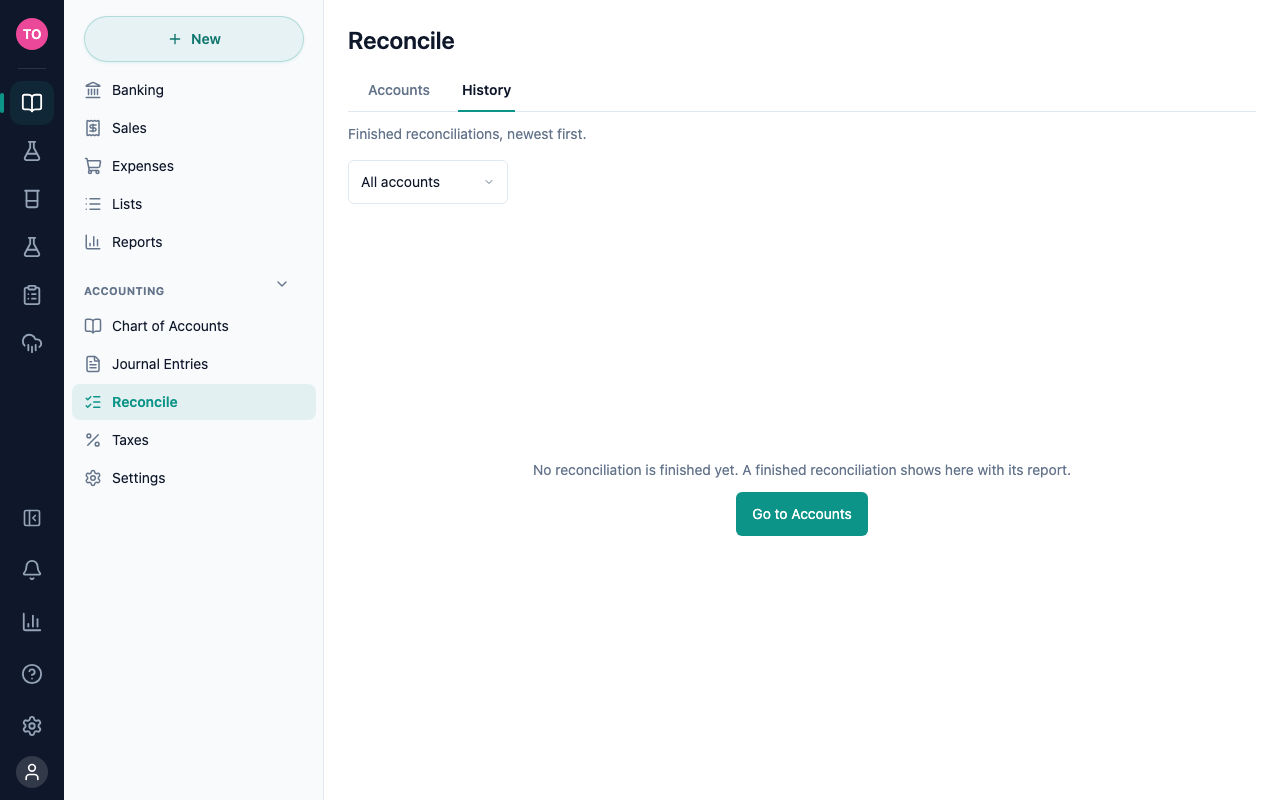 TO
New
Banking
Sales
Expenses
Lists
Reports
ACCOUNTING
Chart of Accounts
Journal Entries
Reconcile
Taxes
Settings
Reconcile
Accounts
History
Finished reconciliations, newest first.
All accounts
No reconciliation is finished yet. A finished reconciliation shows here with its report.
Go to Accounts